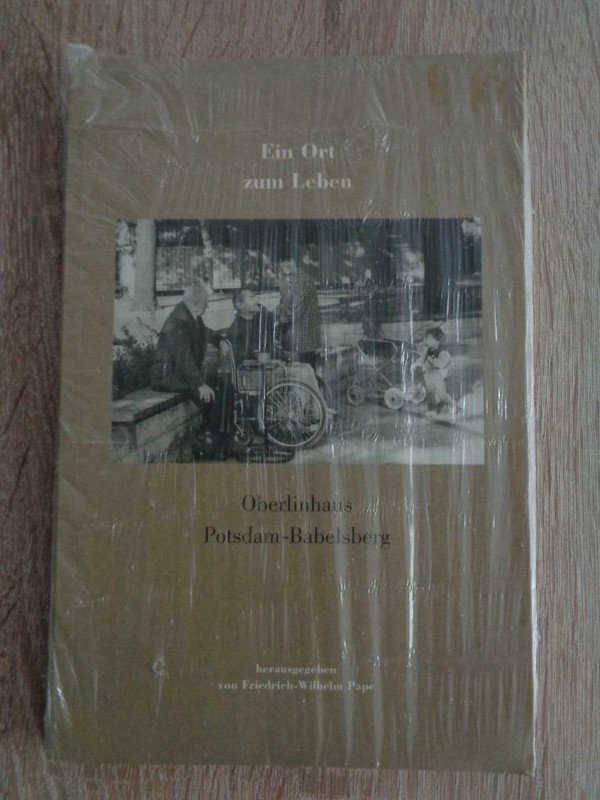 Ein Ort
zum Leben
Oberlinhaus
Potsdam-Babelsberg
herausgegeben
von Friedrich-Wilhelm Pape